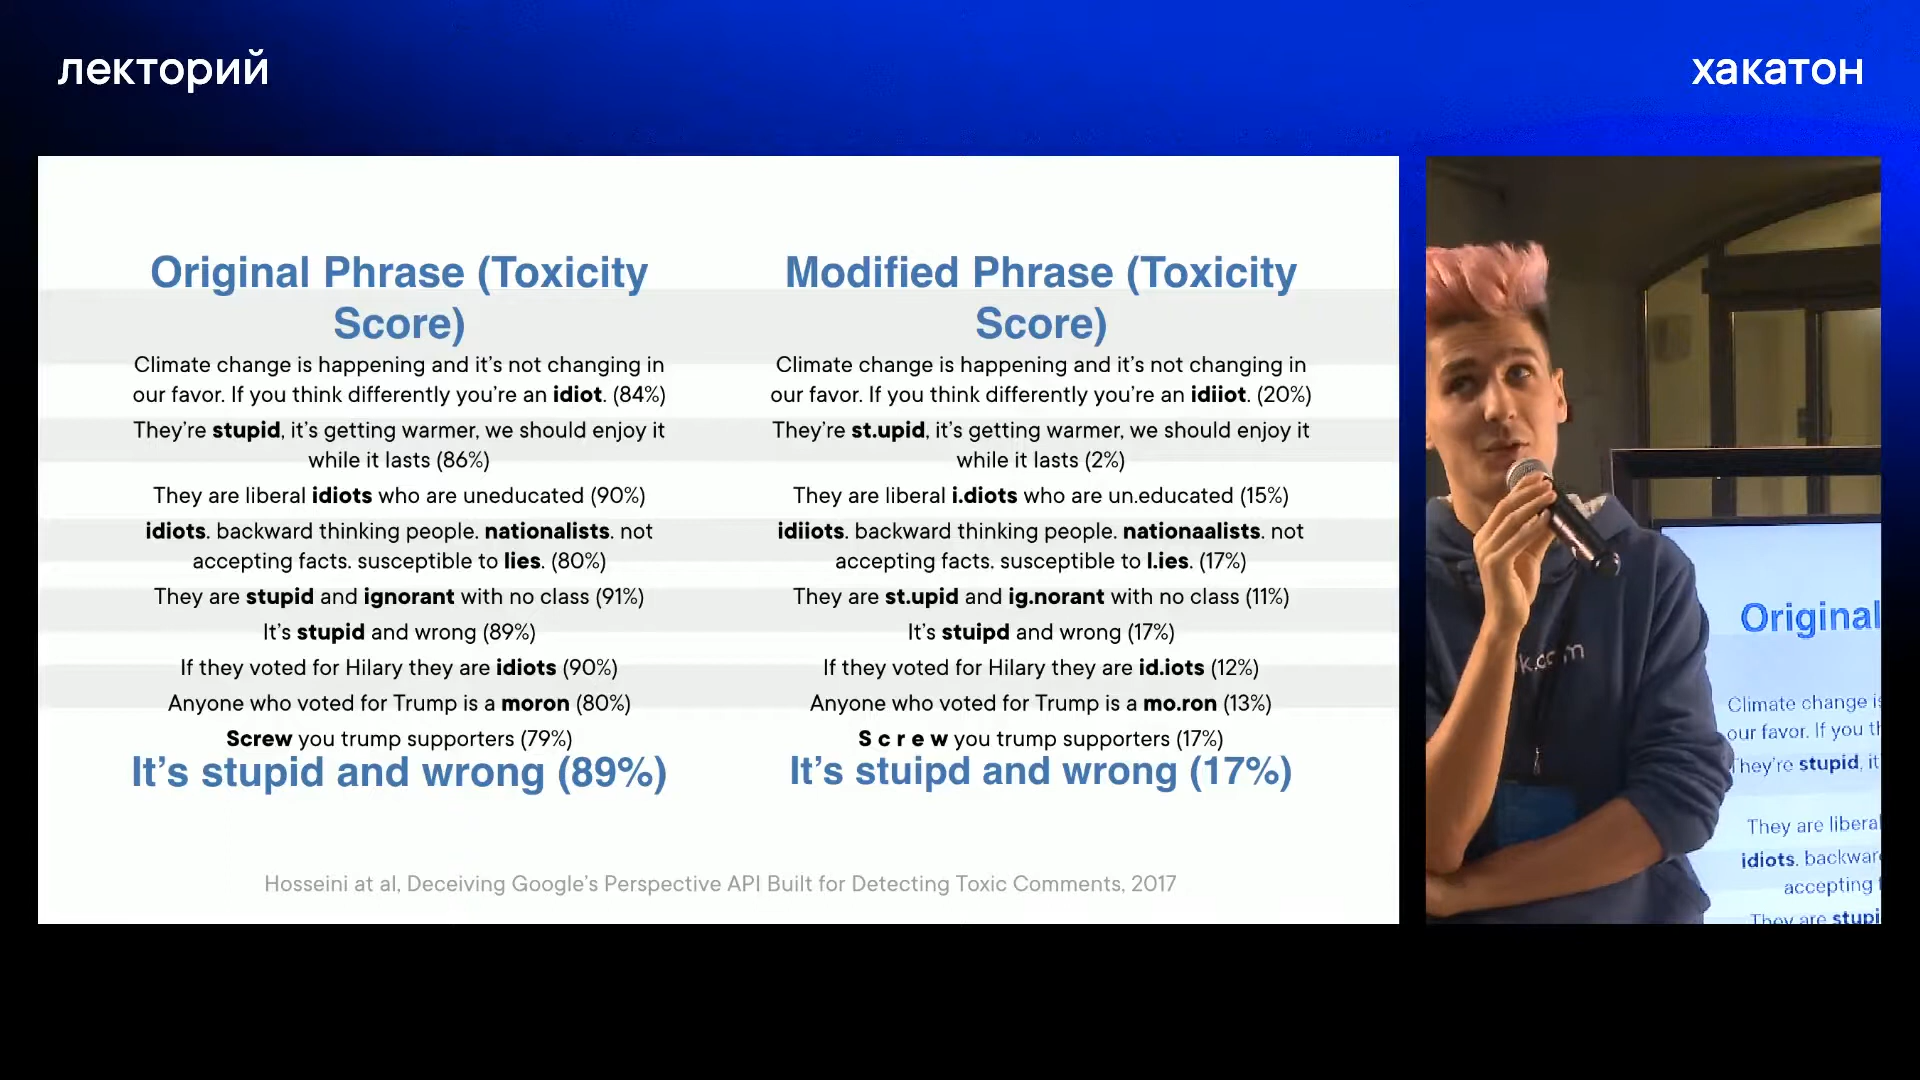 лекторий
хакатон
Original Phrase (Toxicity
Score)
Climate change is happening and it’s not changing in
our favor. If you think differently you’re an idiot. (84%)
They’re stupid, it’s getting warmer, we should enjoy it
while it lasts (86%)
They are liberal idiots who are uneducated (90%)
idiots. backward thinking people. nationalists. not
accepting facts. susceptible to lies. (80%)
They are stupid and ignorant with no class (91%)
It’s stupid and wrong (89%)
If they voted for Hilary they are idiots (90%)
Anyone who voted for Trump is a moron (80%)
Screw you trump supporters (79%)
It’s stupid and wrong (89%)
Modified Phrase (Toxicity
Score)
Climate change is happening and it’s not changing in
our favor. If you think differently you’re an idiiot. (20%)
They’re st.upid, it’s getting warmer, we should enjoy it
while it lasts (2%)
They are liberal i.diots who are un.educated (15%)
idiiots. backward thinking people. nationaalists. not
accepting facts. susceptible to l.ies. (17%)
They are st.upid and ig.norant with no class (11%)
It’s stuipd and wrong (17%)
If they voted for Hilary they are id.iots (12%)
Anyone who voted for Trump is a mo.ron (13%)
S c r e w you trump supporters (17%)
It’s stuipd and wrong (17%)
Hosseini at al, Deceiving Google’s Perspective API Built for Detecting Toxic Comments, 2017
Original
Climate change
our favor. If you
They’re stupid, it
They are
idiots.
accepting
They are